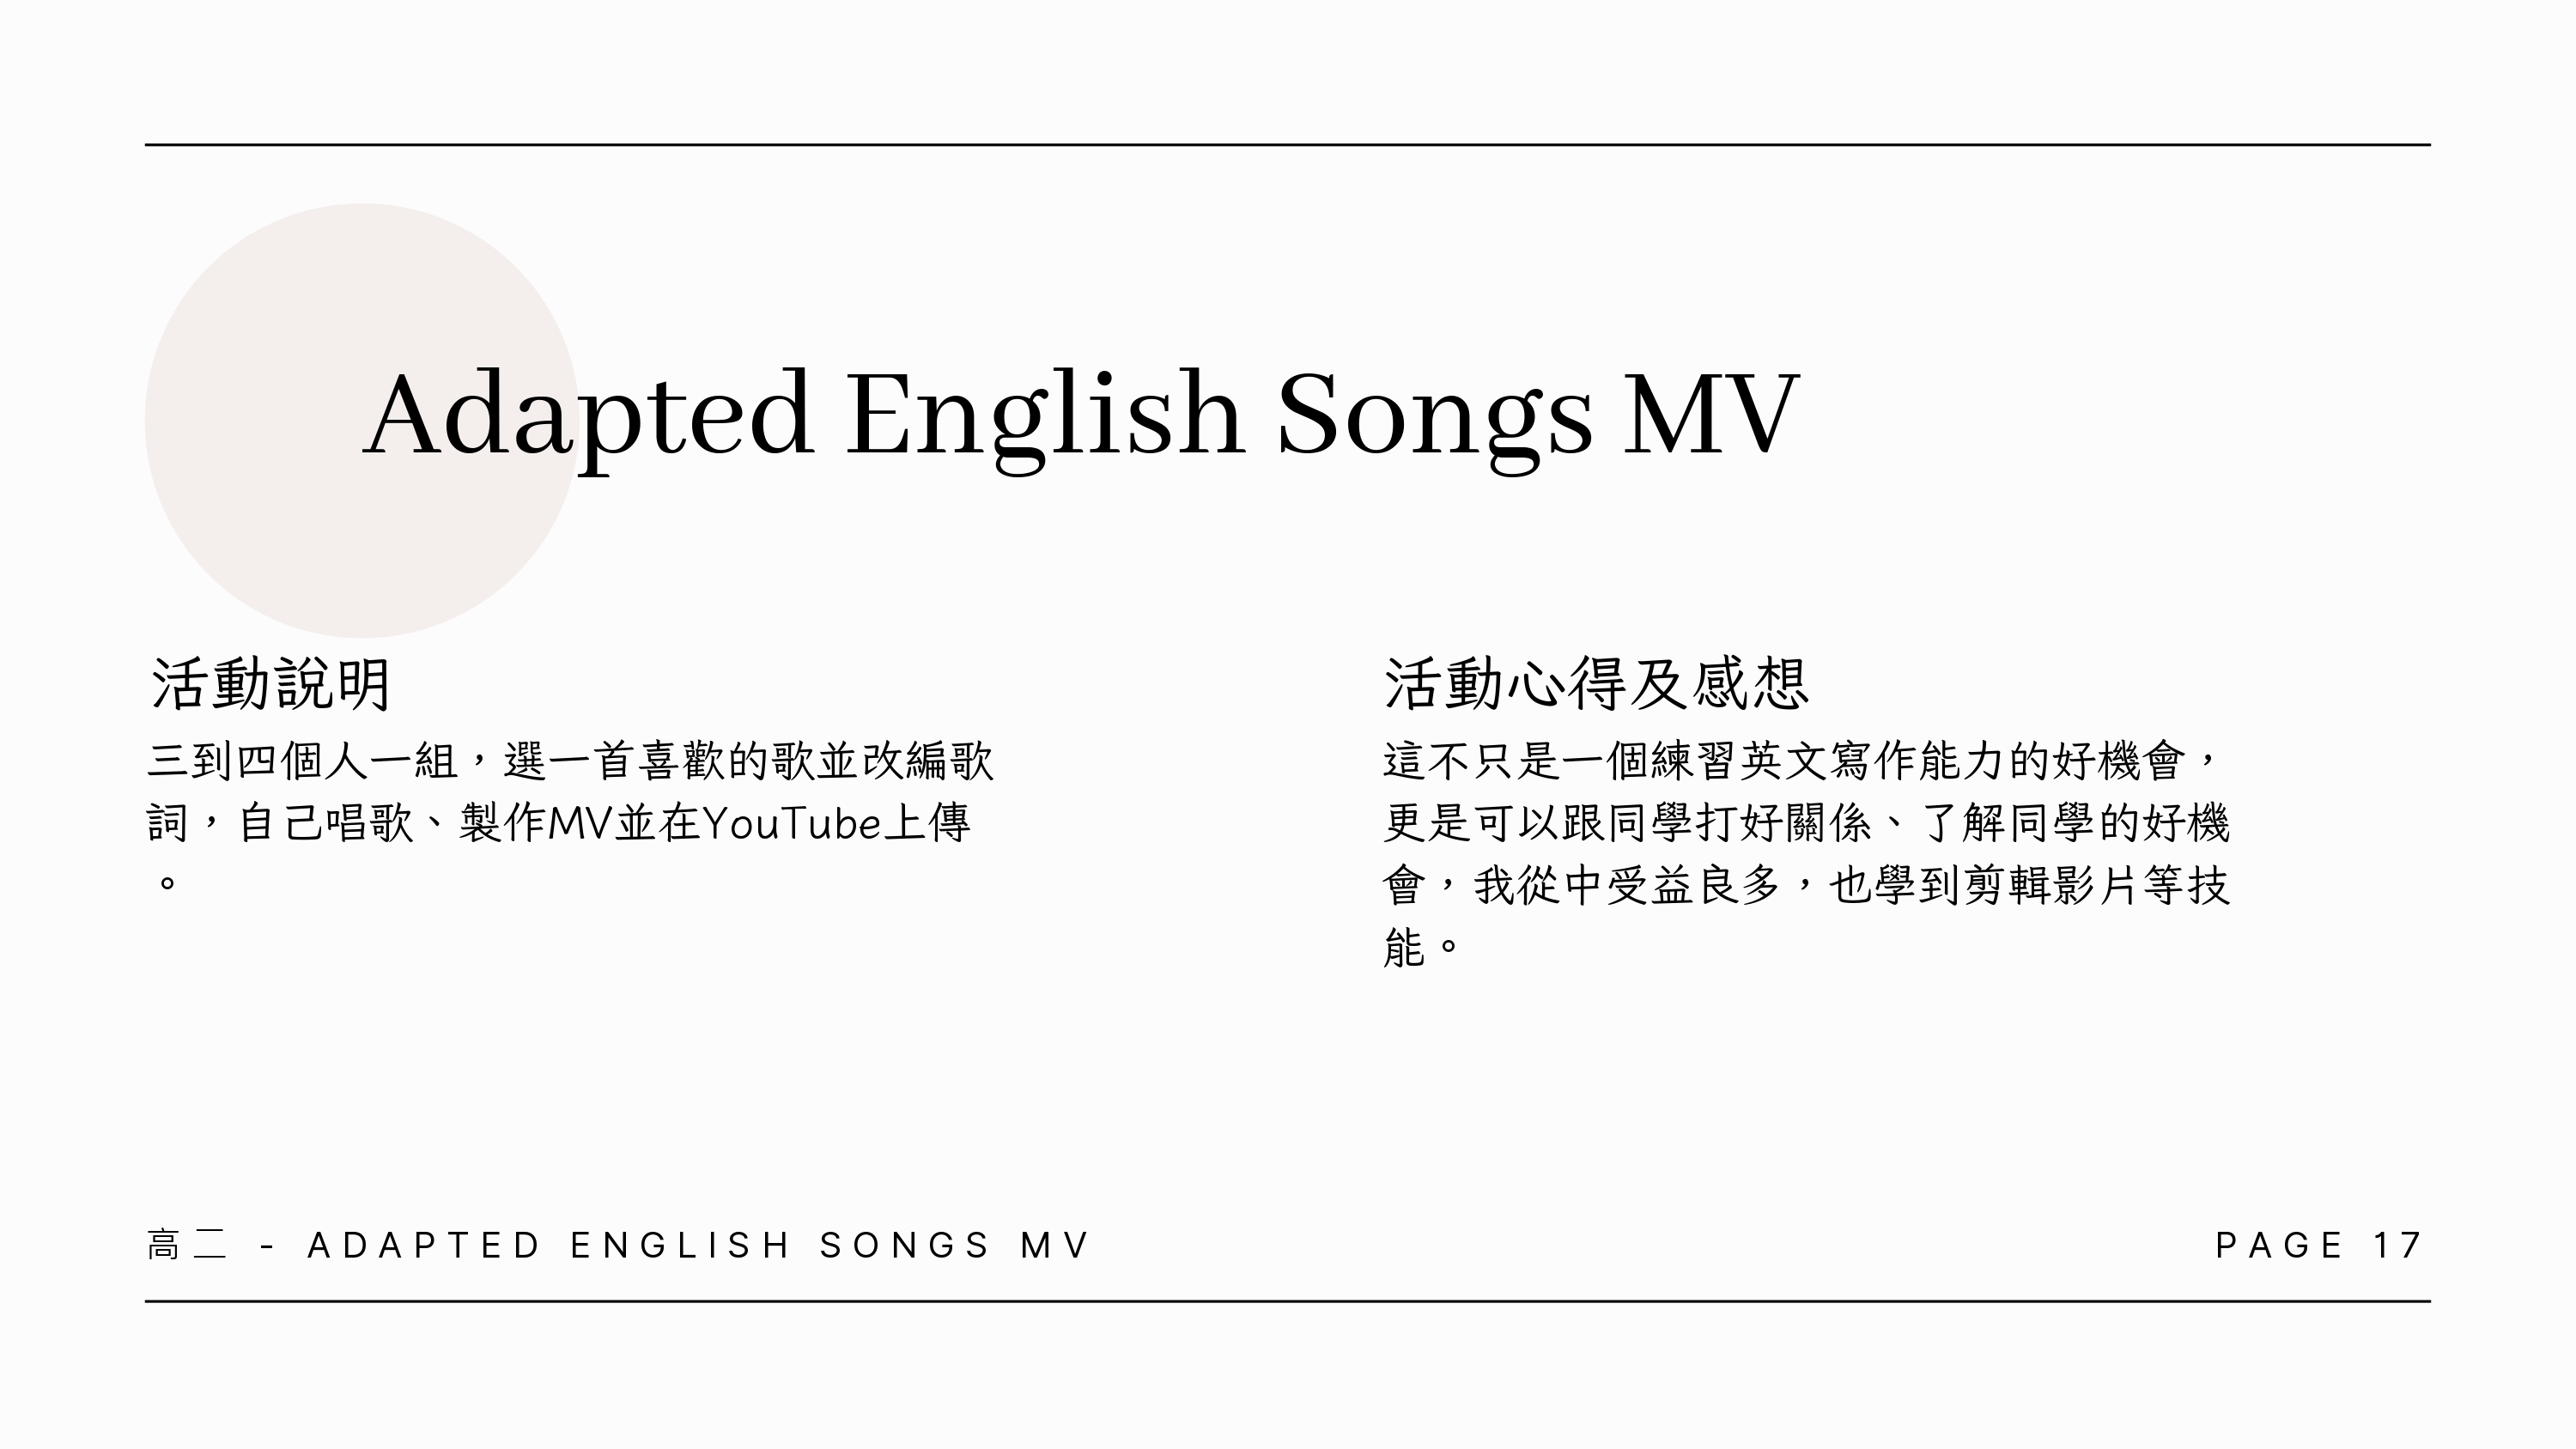 Adapted English Songs MV
活動說明
三到四個人一組，選一首喜歡的歌並改編歌
詞，自己唱歌、製作MV並在YouTube上傳
。
活動心得及感想
這不只是一個練習英文寫作能力的好機會，
更是可以跟同學打好關係、了解同學的好機
會，我從中受益良多，也學到剪輯影片等技
能。
高二 - ADAPTED ENGLISH SONGS MV
PAGE 17